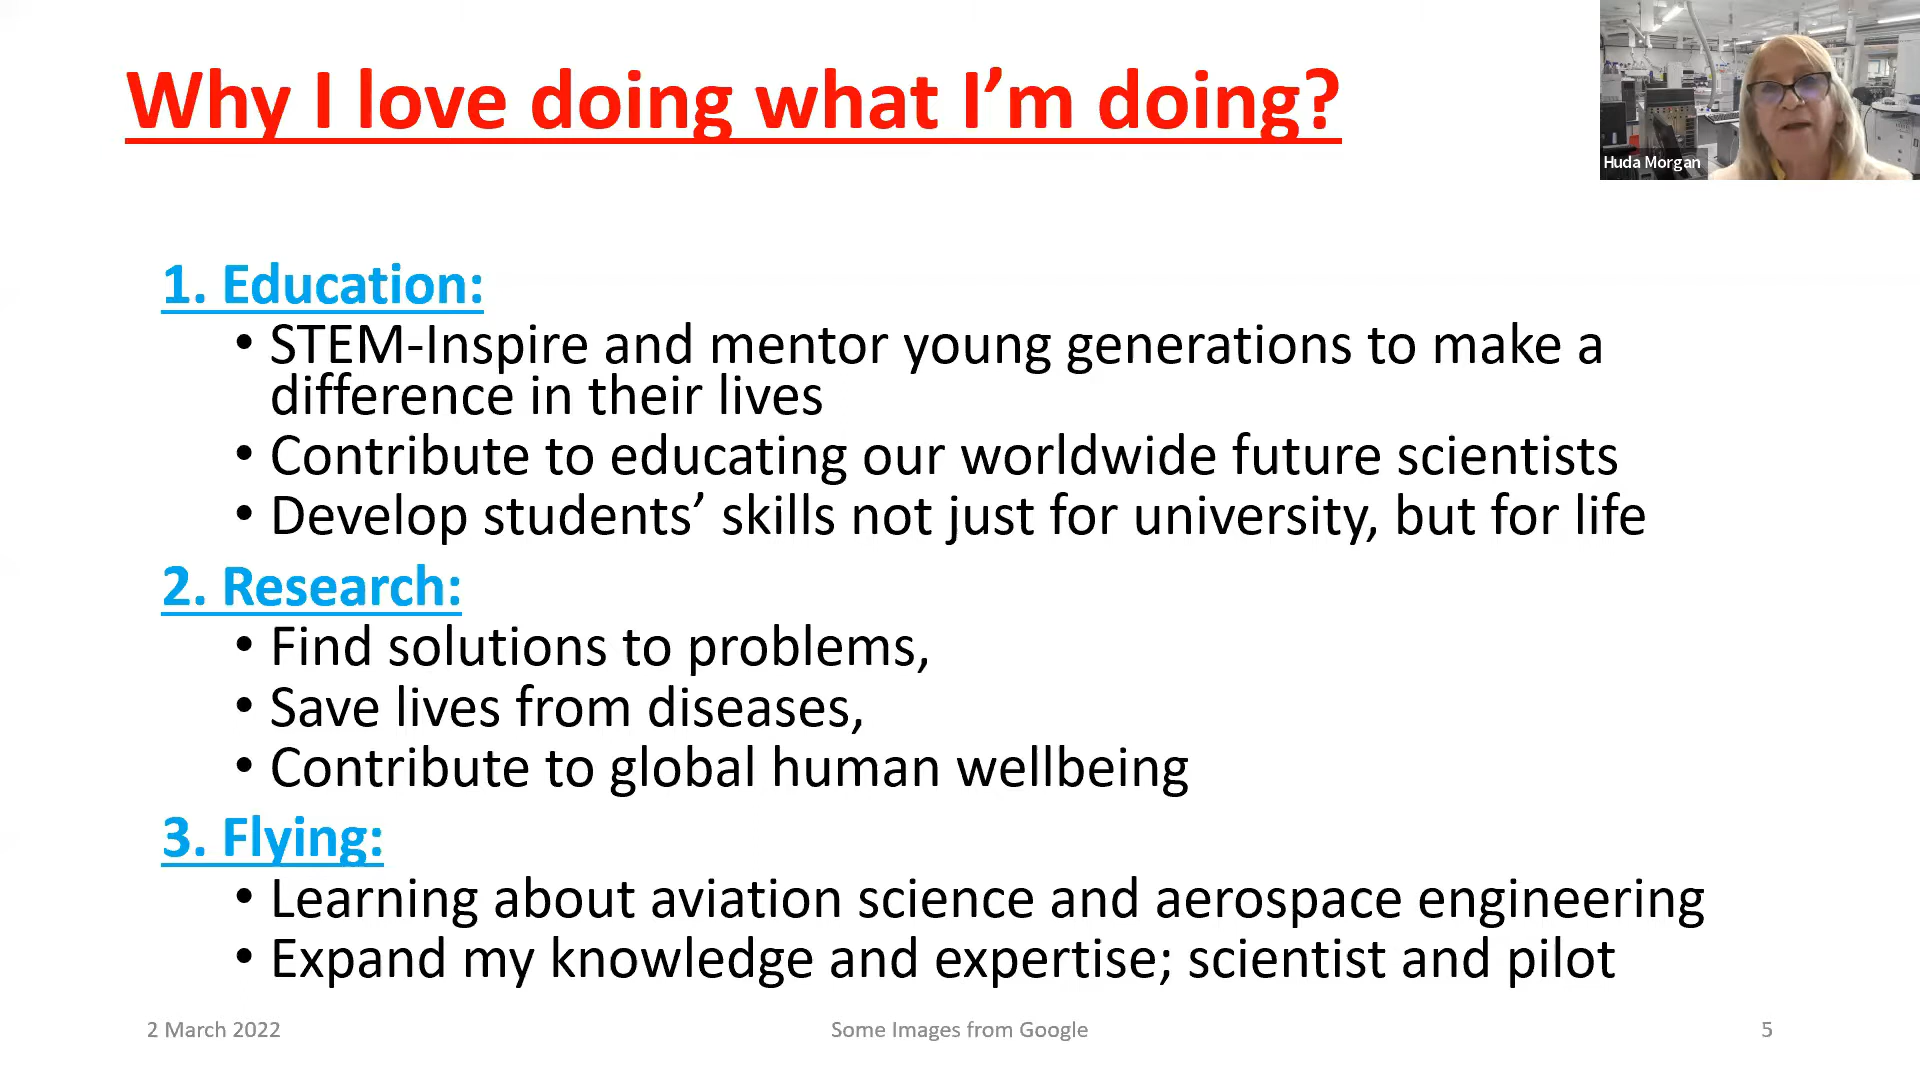 Why I love doing what I’m doing?
Huda Morgan
1. Education:
• STEM-Inspire and mentor young generations to make a
difference in their lives
• Contribute to educating our worldwide future scientists
• Develop students’ skills not just for university, but for life
2. Research:
• Find solutions to problems,
• Save lives from diseases,
• Contribute to global human wellbeing
3. Flying:
• Learning about aviation science and aerospace engineering
• Expand my knowledge and expertise; scientist and pilot
2 March 2022
Some Images from Google
5